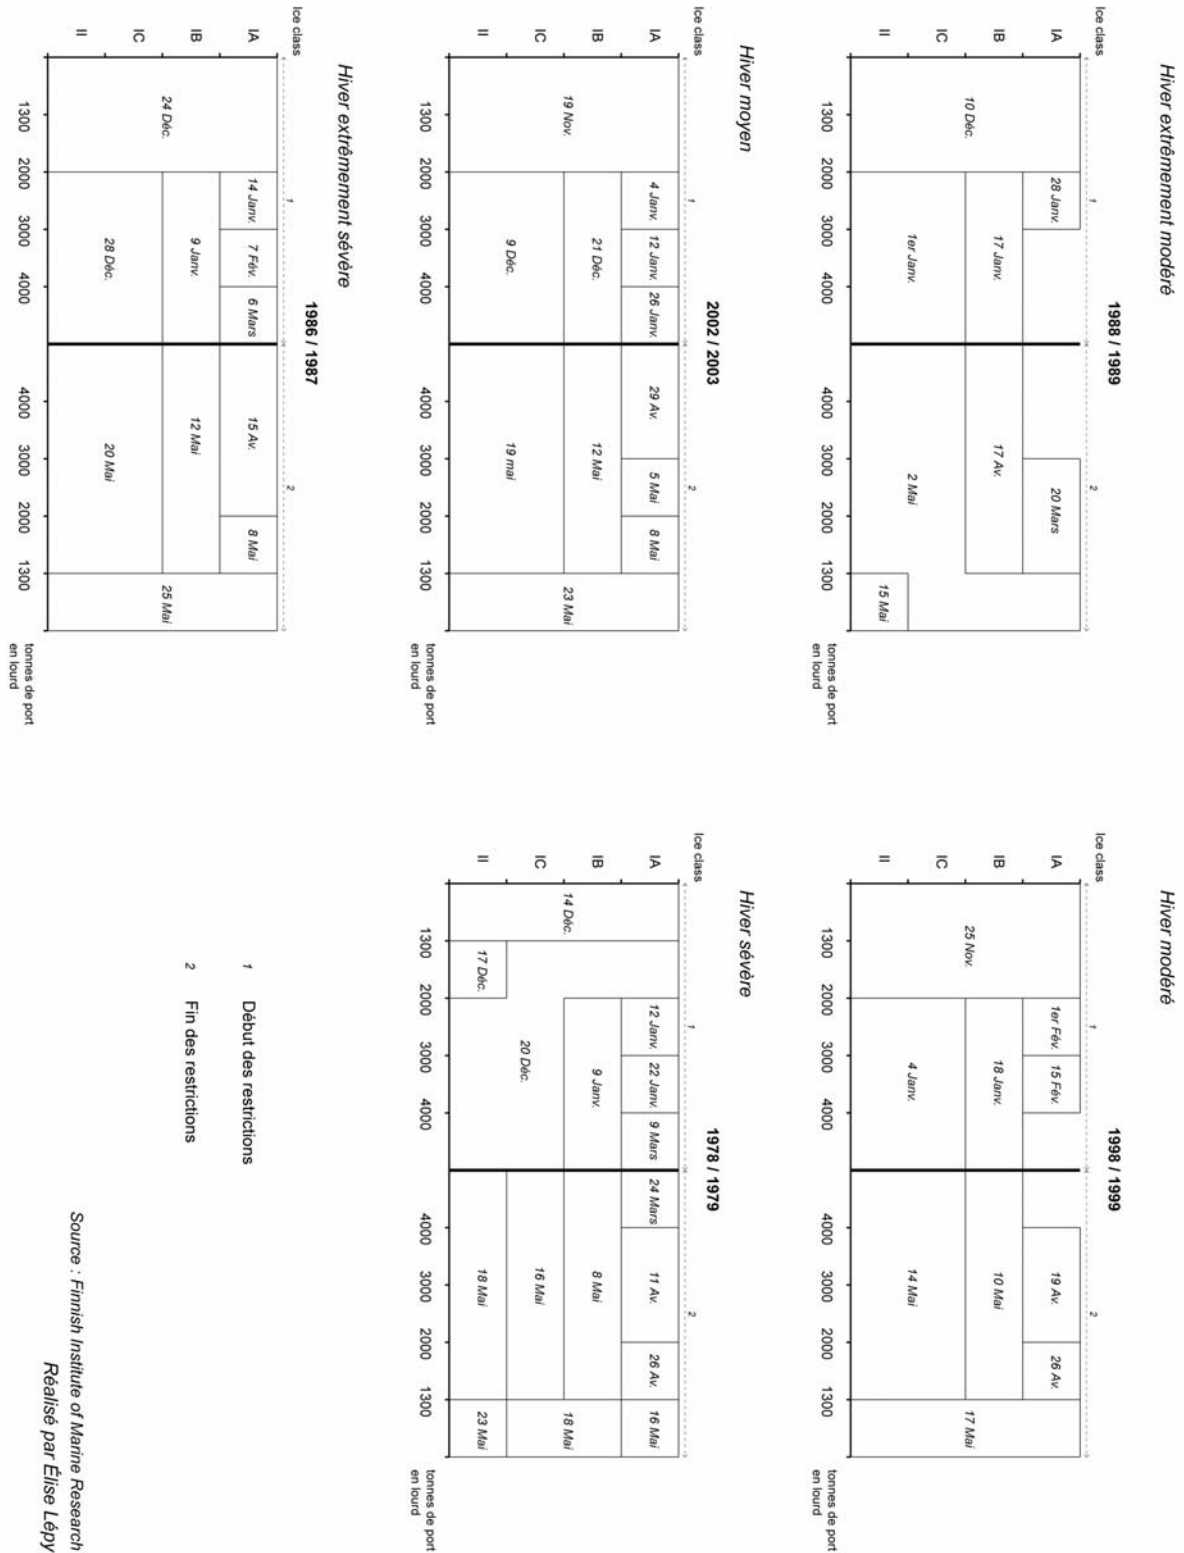 Hiver extrêmement modéré
1988 / 1989
Ice class
1
2
IA
28 Janv.
20 Mars
IB
10 Déc.
17 Janv.
17 Av.
IC
1er Janv.
2 Mai
II
15 Mai
1300 2000 3000 4000 4000 3000 2000 1300
tonnes de port
en lourd
Hiver modéré
1998 / 1999
Ice class
1
2
IA
1er Fév.
15 Fév.
19 Av.
26 Av.
IB
25 Nov.
18 Janv.
10 Mai
17 Mai
IC
4 Janv.
14 Mai
II
1300 2000 3000 4000 4000 3000 2000 1300
tonnes de port
en lourd
Hiver moyen
2002 / 2003
Ice class
1
2
IA
4 Janv.
12 Janv.
26 Janv.
29 Av.
5 Mai
8 Mai
IB
19 Nov.
21 Déc.
12 Mai
23 Mai
IC
9 Déc.
19 mai
II
1300 2000 3000 4000 4000 3000 2000 1300
tonnes de port
en lourd
Hiver sévère
1978 / 1979
Ice class
1
2
IA
12 Janv.
22 Janv.
9 Mars
24 Mars
11 Av.
26 Av.
16 Mai
IB
14 Déc.
9 Janv.
8 Mai
18 Mai
IC
20 Déc.
16 Mai
II
17 Déc.
18 Mai
23 Mai
1300 2000 3000 4000 4000 3000 2000 1300
tonnes de port
en lourd
Hiver extrêmement sévère
1986 / 1987
Ice class
1
2
IA
14 Janv.
7 Fév.
6 Mars
15 Av.
8 Mai
IB
24 Déc.
9 Janv.
12 Mai
25 Mai
IC
28 Déc.
20 Mai
II
1300 2000 3000 4000 4000 3000 2000 1300
tonnes de port
en lourd
1 Début des restrictions
2 Fin des restrictions
Source : Finnish Institute of Marine Research
Réalisé par Élise Lépy